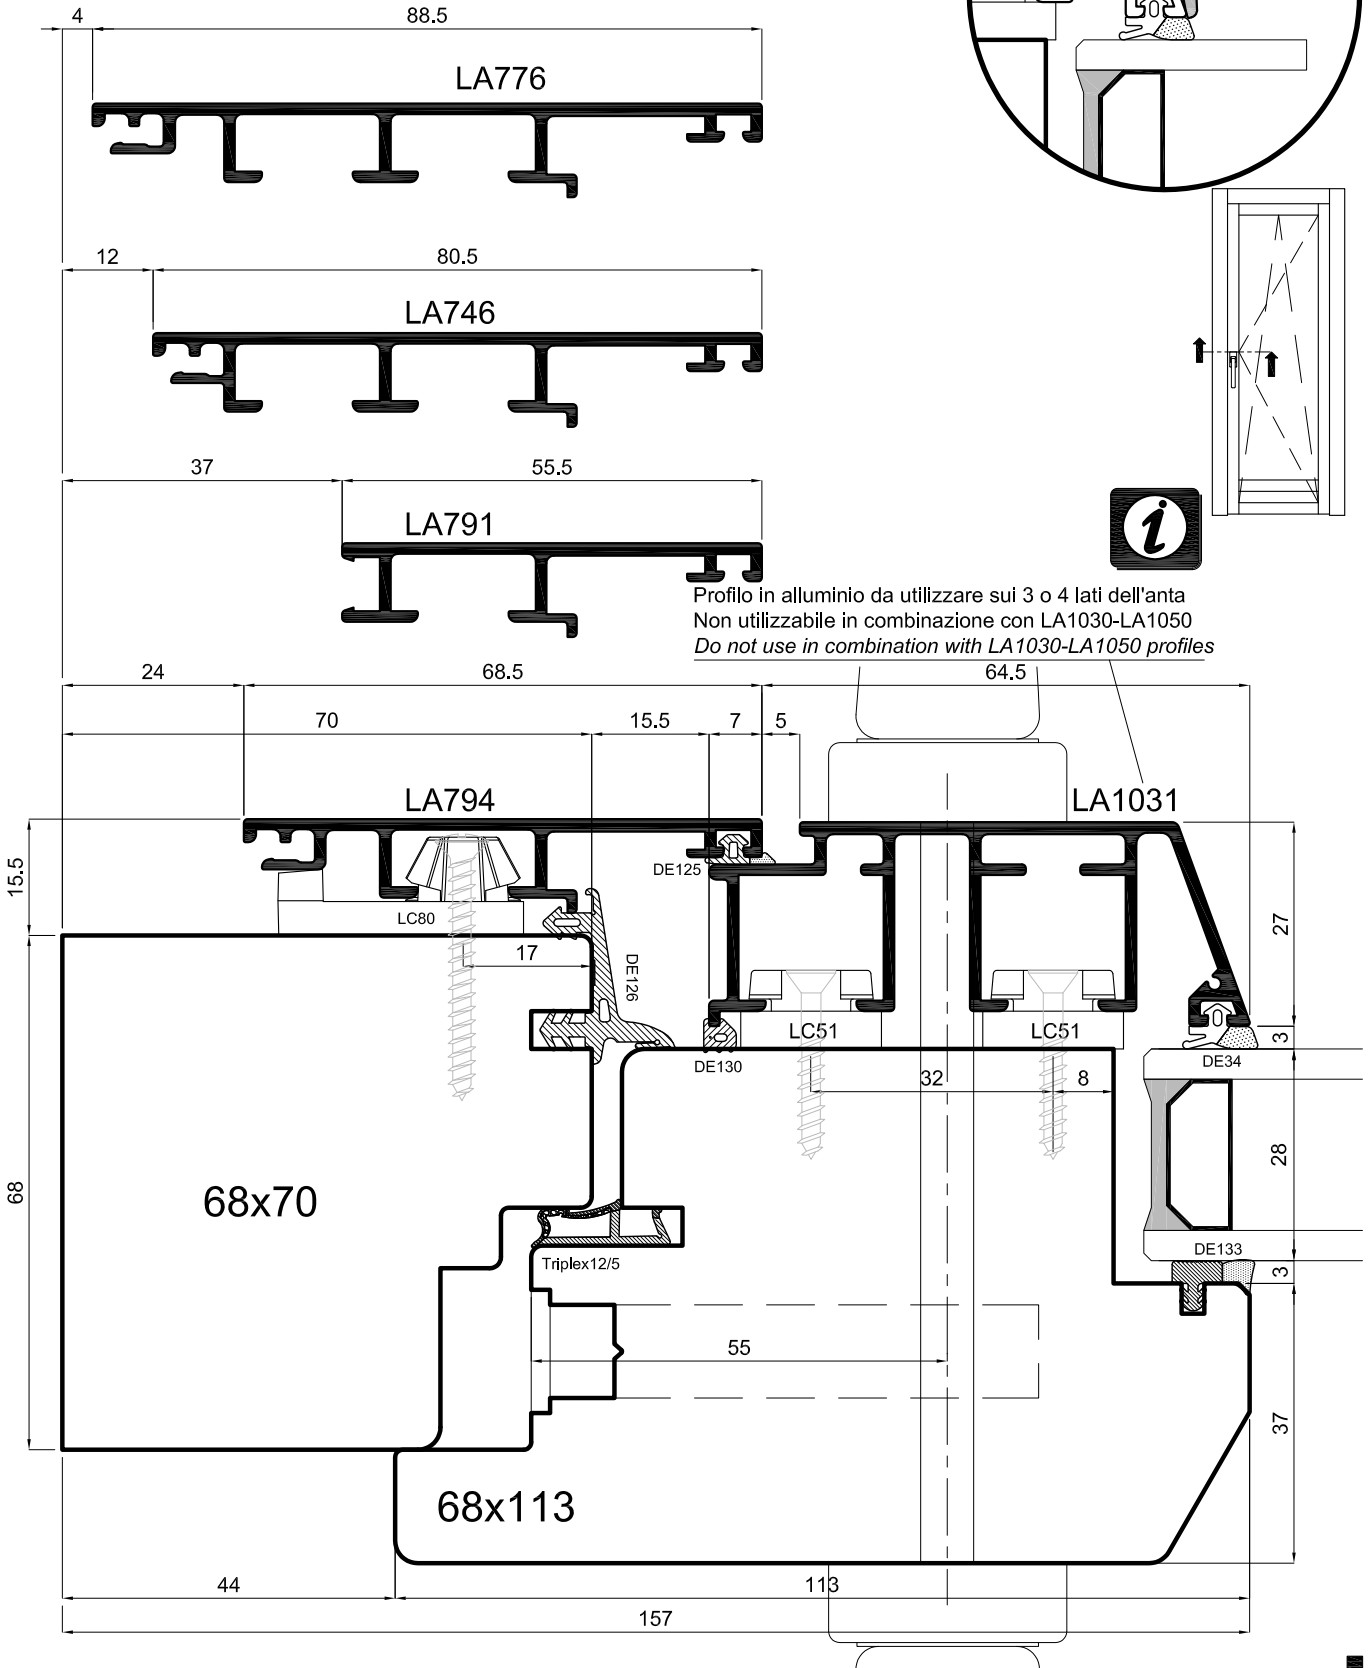 4 88.5
LA776
12 80.5
LA746
37 55.5
LA791
i
Profilo in alluminio da utilizzare sui 3 o 4 lati dell'anta
Non utilizzabile in combinazione con LA1030-LA1050
Do not use in combination with LA1030-LA1050 profiles
24 68.5 64.5
70 15.5 7 5
LA794 LA1031
15.5
DE125
LC80
27
17
DE126
LC51 LC51
3
DE130
DE34
32 8
28
68
68x70
DE133
Triplex12/5
3
55
37
68x113
44 113
157